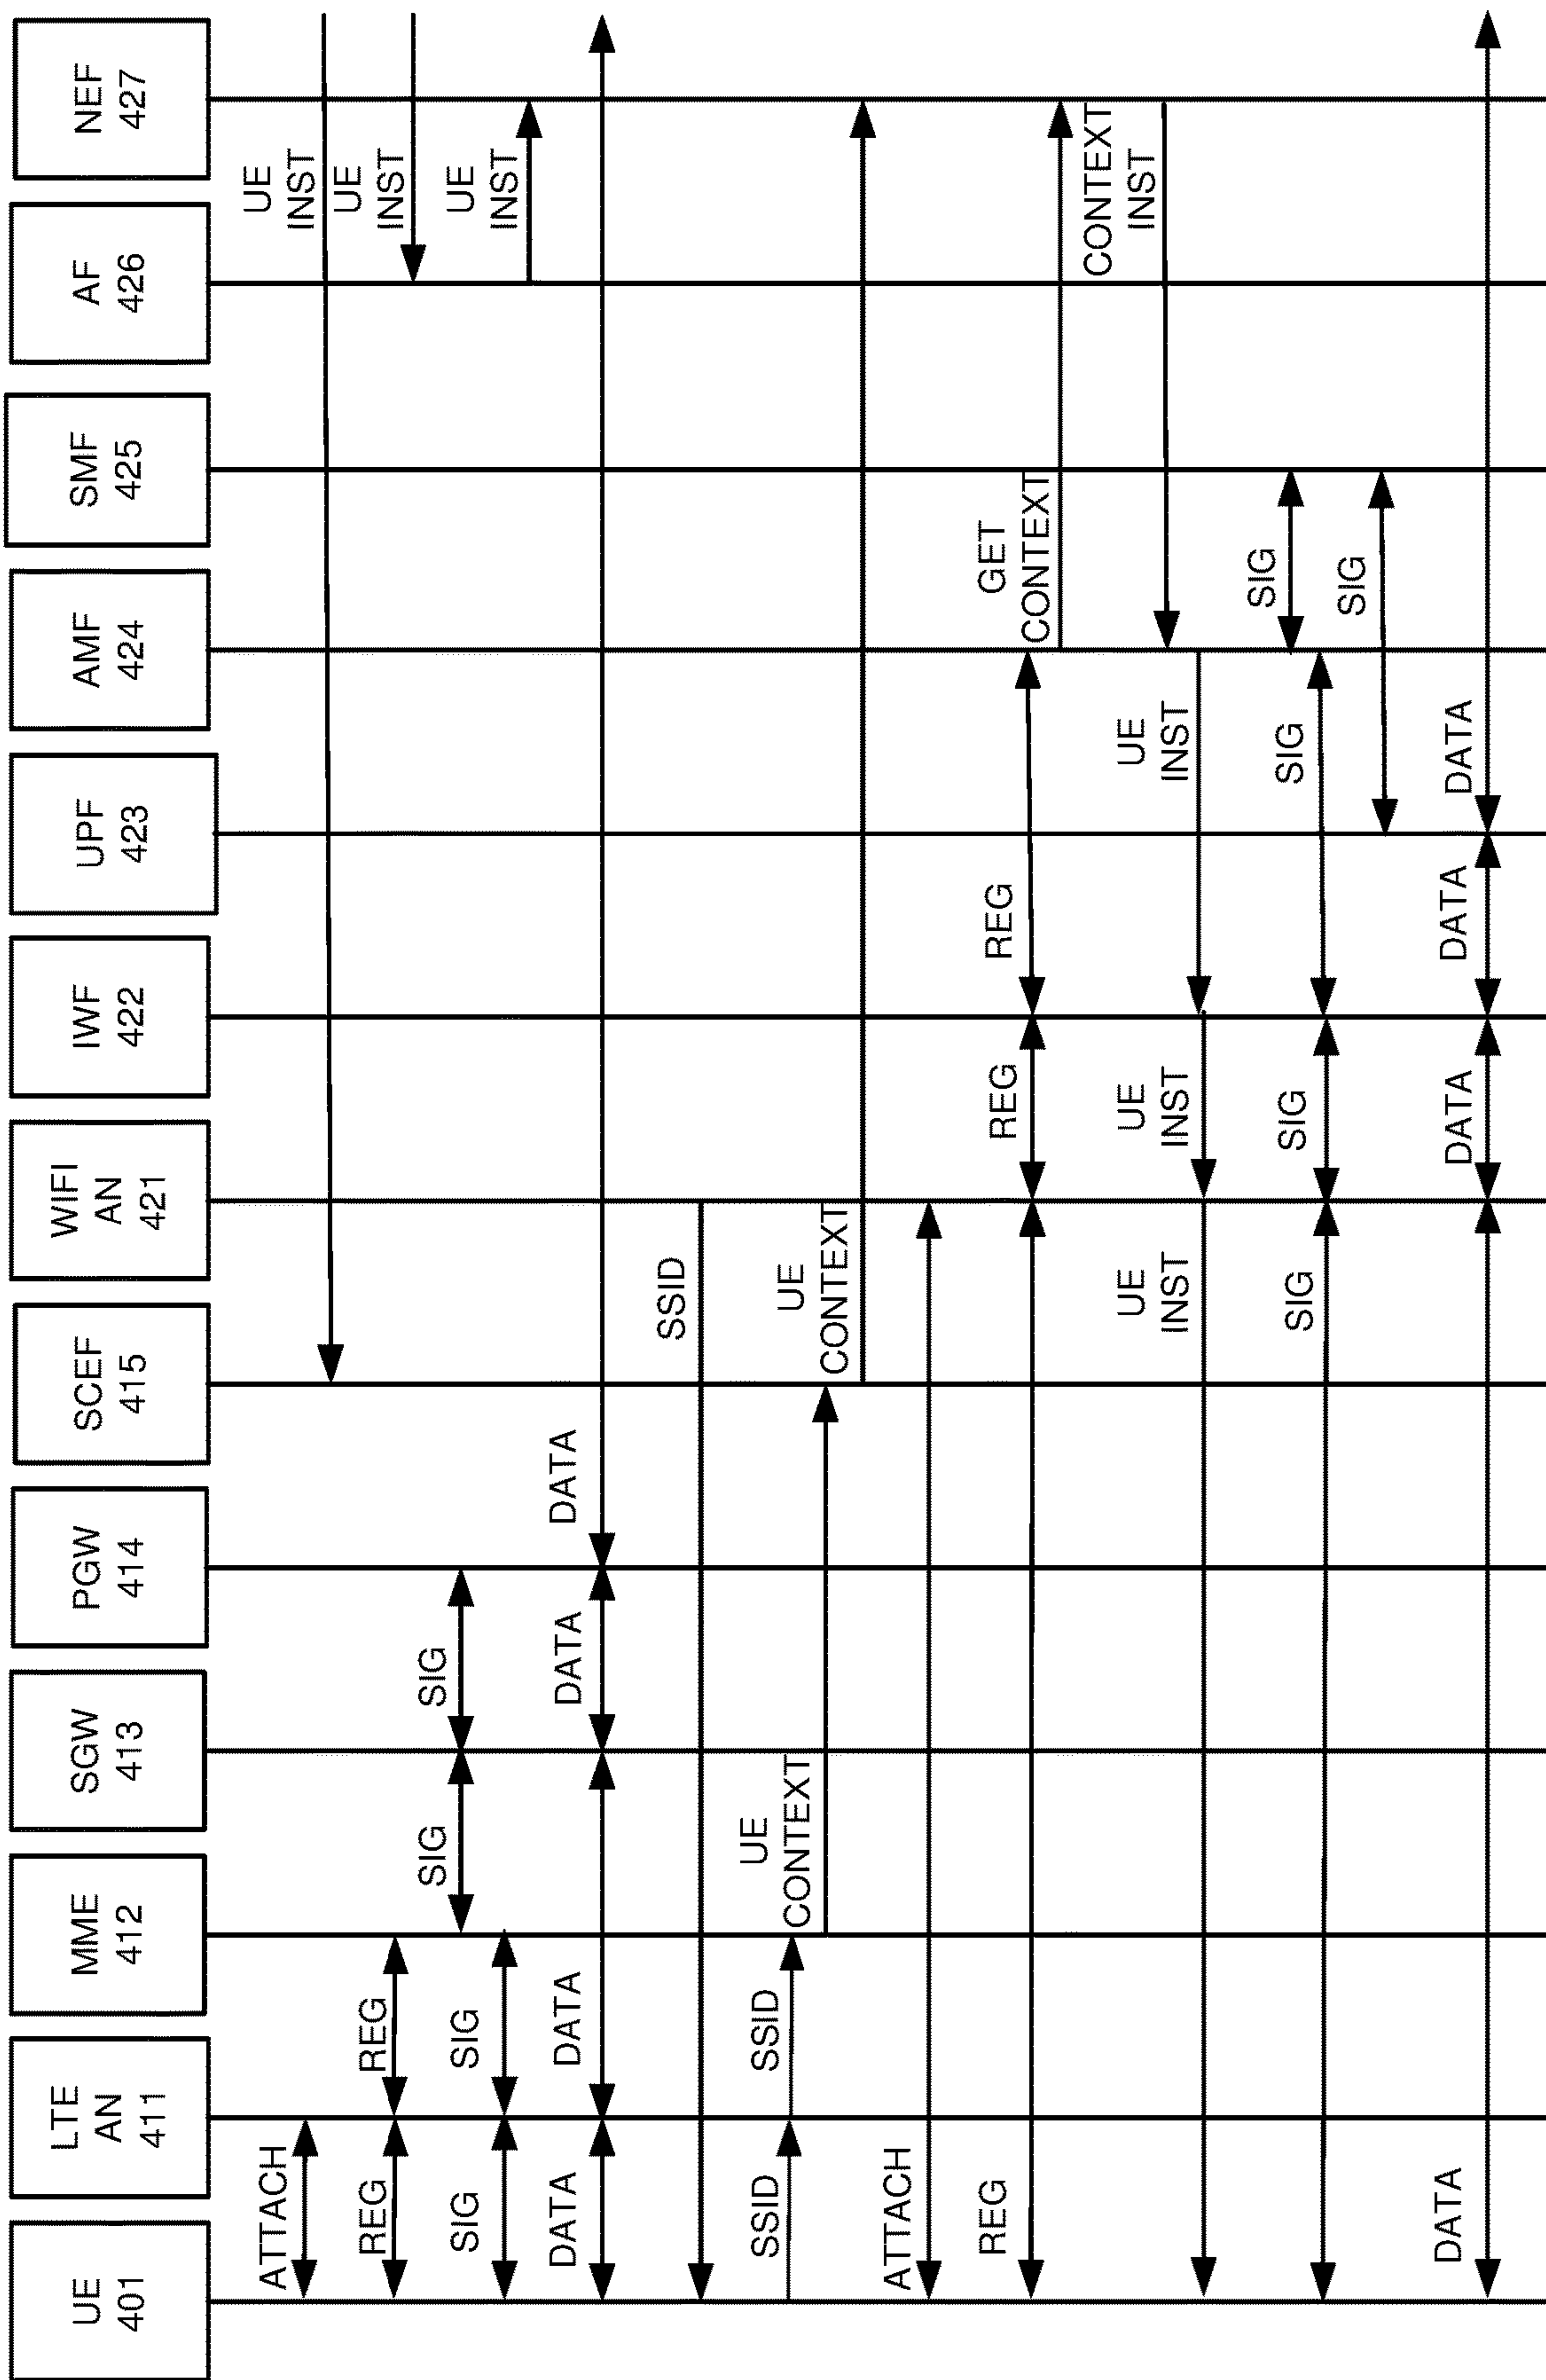 UE
401
LTE
AN
411
MME
412
SGW
413
PGW
414
SCEF
415
WIFI
AN
421
IWF
422
UPF
423
AMF
424
SMF
425
AF
426
NEF
427
UE
INST
ATTACH
UE
INST
REG
REG
SIG
SIG
UE
INST
SIG
SIG
DATA
DATA
DATA
DATA
SSID
SSID
SSID
UE
CONTEXT
UE
CONTEXT
ATTACH
REG
REG
REG
GET
CONTEXT
CONTEXT
INST
UE
INST
UE
INST
UE
INST
SIG
SIG
SIG
SIG
SIG
DATA
DATA
DATA
DATA